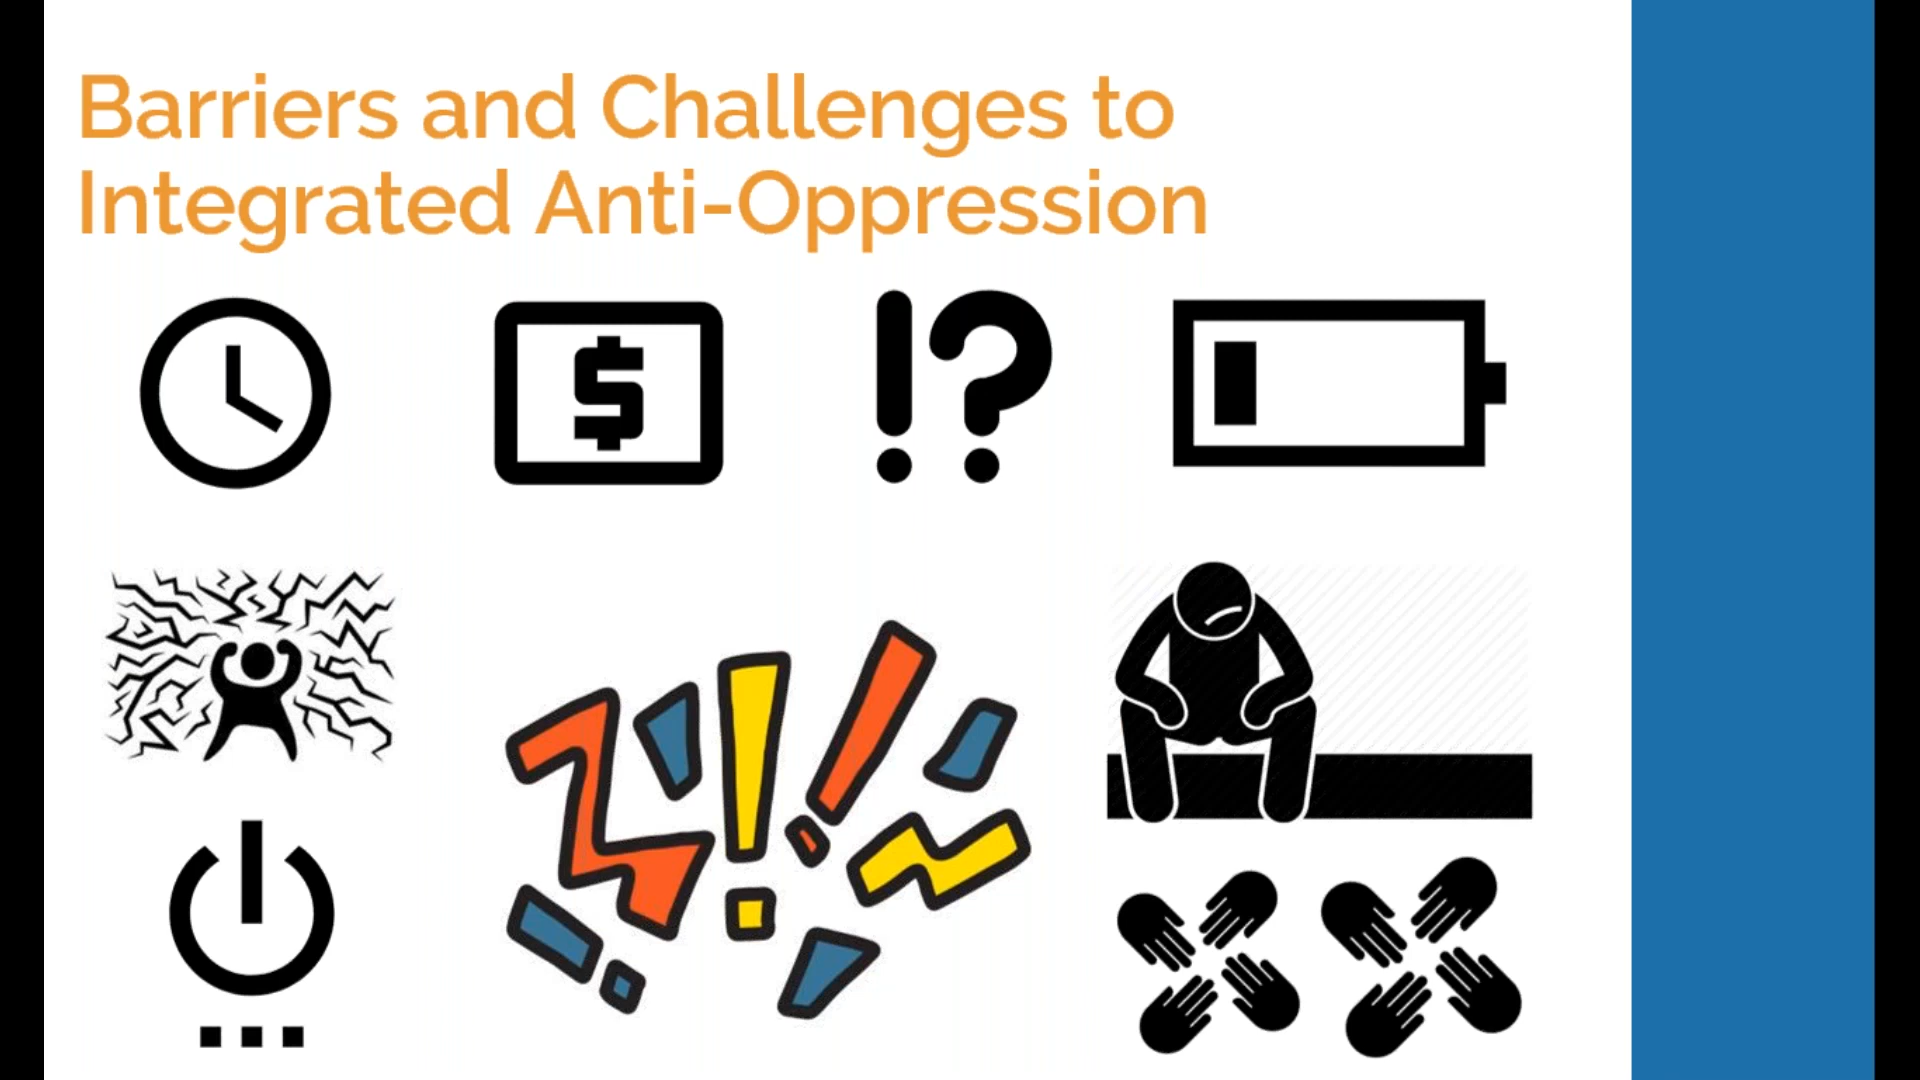 Barriers and Challenges to
Integrated Anti-Oppression
$
!?